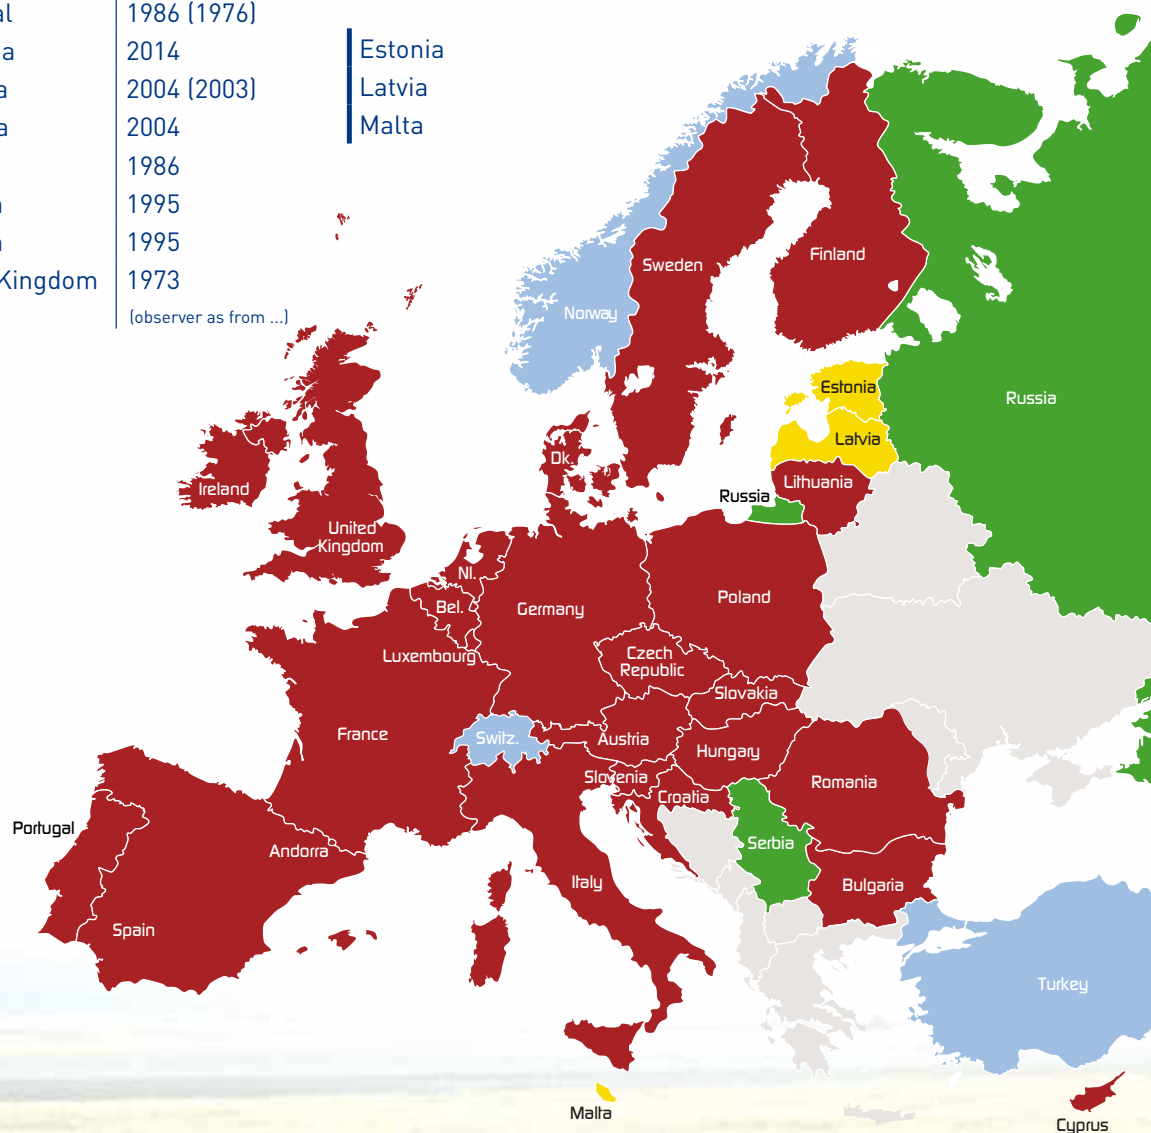 al 1986 (1976)
a 2014
a 2004 (2003)
a 2004
1986
n 1995
n 1995
Kingdom 1973
(observer as from ...)
Estonia
Latvia
Malta
Sweden
Finland
Norway
Russia
Estonia
Latvia
Lithuania
Russia
Dk.
Ireland
United
Kingdom
Nl.
Bel.
Germany
Poland
Luxembourg
Czech
Republic
Slovakia
France
Switz.
Austria
Hungary
Slovenia
Croatia
Romania
Portugal
Andorra
Serbia
Italy
Bulgaria
Spain
Turkey
Malta
Cyprus